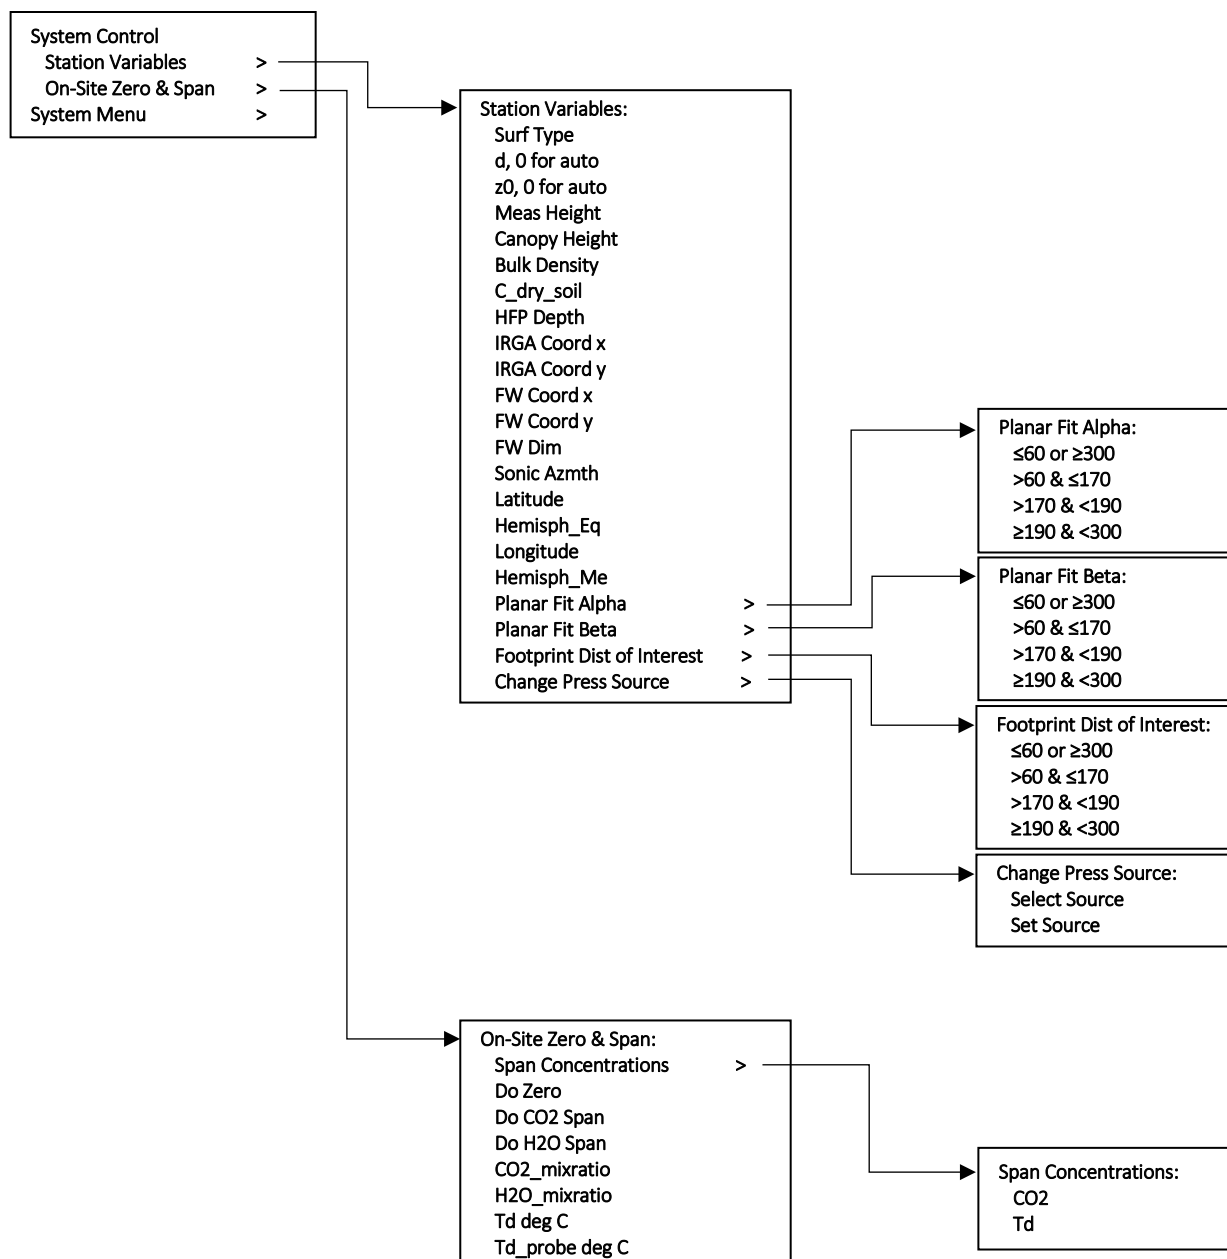 System Control
Station Variables >
On-Site Zero & Span >
System Menu >
Station Variables:
Surf Type
d, 0 for auto
z0, 0 for auto
Meas Height
Canopy Height
Bulk Density
C_dry_soil
HFP Depth
IRGA Coord x
IRGA Coord y
FW Coord x
FW Coord y
FW Dim
Sonic Azmth
Latitude
Hemisph_Eq
Longitude
Hemisph_Me
Planar Fit Alpha >
Planar Fit Beta >
Footprint Dist of Interest >
Change Press Source >
Planar Fit Alpha:
≤60 or ≥300
>60 & ≤170
>170 & <190
≥190 & <300
Planar Fit Beta:
≤60 or ≥300
>60 & ≤170
>170 & <190
≥190 & <300
Footprint Dist of Interest:
≤60 or ≥300
>60 & ≤170
>170 & <190
≥190 & <300
Change Press Source:
Select Source
Set Source
On-Site Zero & Span:
Span Concentrations >
Do Zero
Do CO2 Span
Do H2O Span
CO2_mixratio
H2O_mixratio
Td deg C
Td_probe deg C
Span Concentrations:
CO2
Td